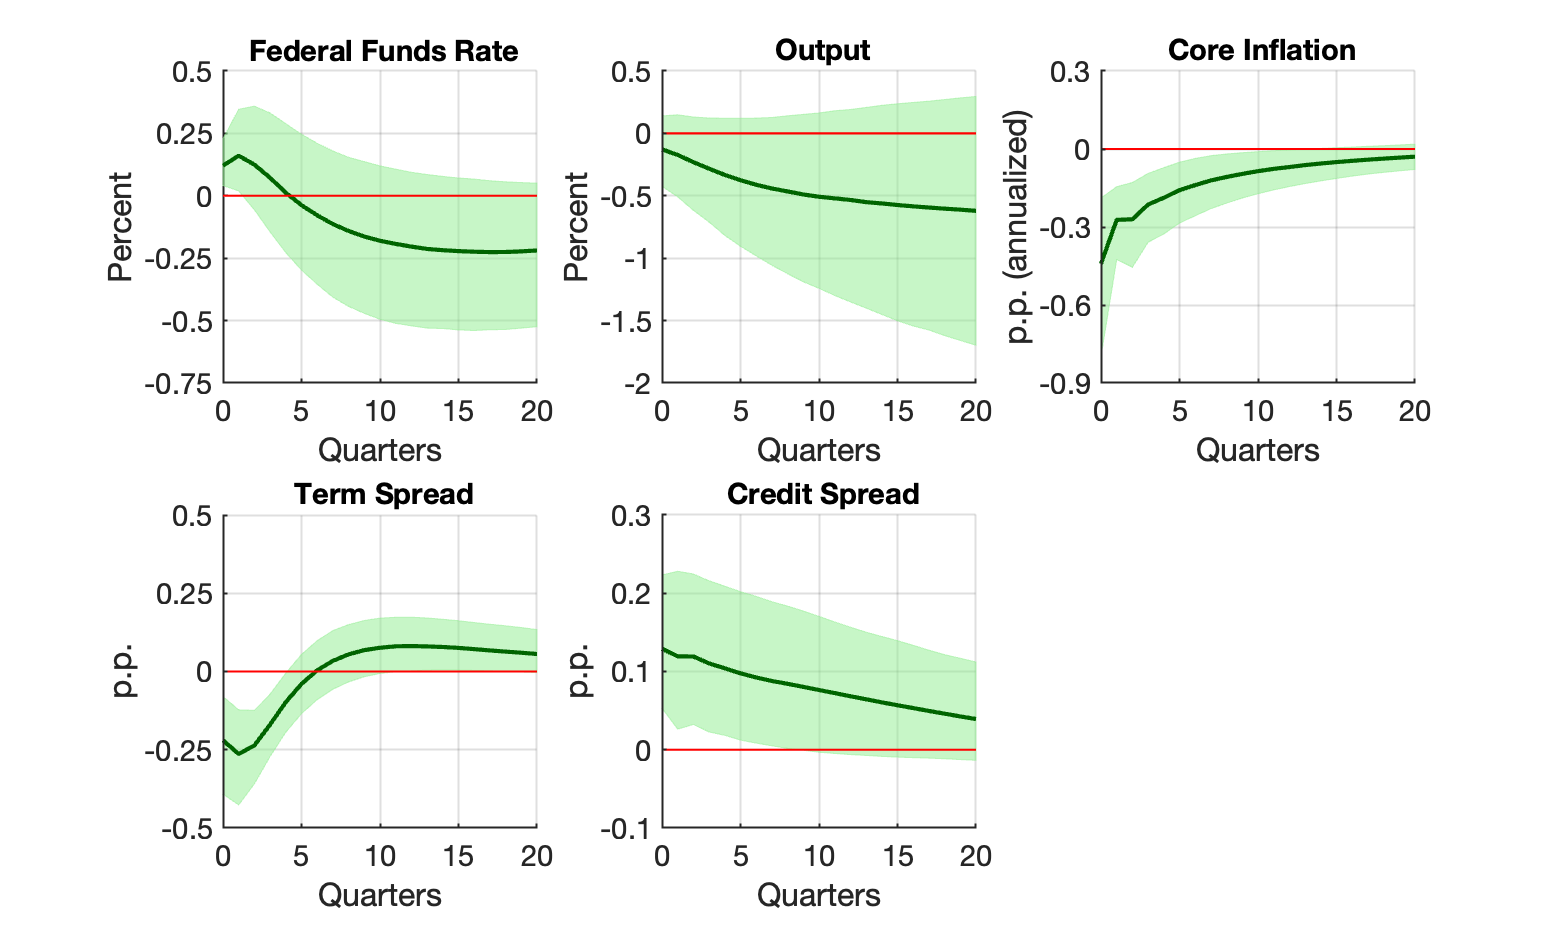 Federal Funds Rate
0.5
0.25
0
-0.25
-0.5
-0.75
Percent
0 5 10 15 20
Quarters
Output
0.5
0
-0.5
-1
-1.5
-2
Percent
0 5 10 15 20
Quarters
Core Inflation
0.3
0
-0.3
-0.6
-0.9
p.p. (annualized)
0 5 10 15 20
Quarters
Term Spread
0.5
0.25
0
-0.25
-0.5
p.p.
0 5 10 15 20
Quarters
Credit Spread
0.3
0.2
0.1
0
-0.1
p.p.
0 5 10 15 20
Quarters